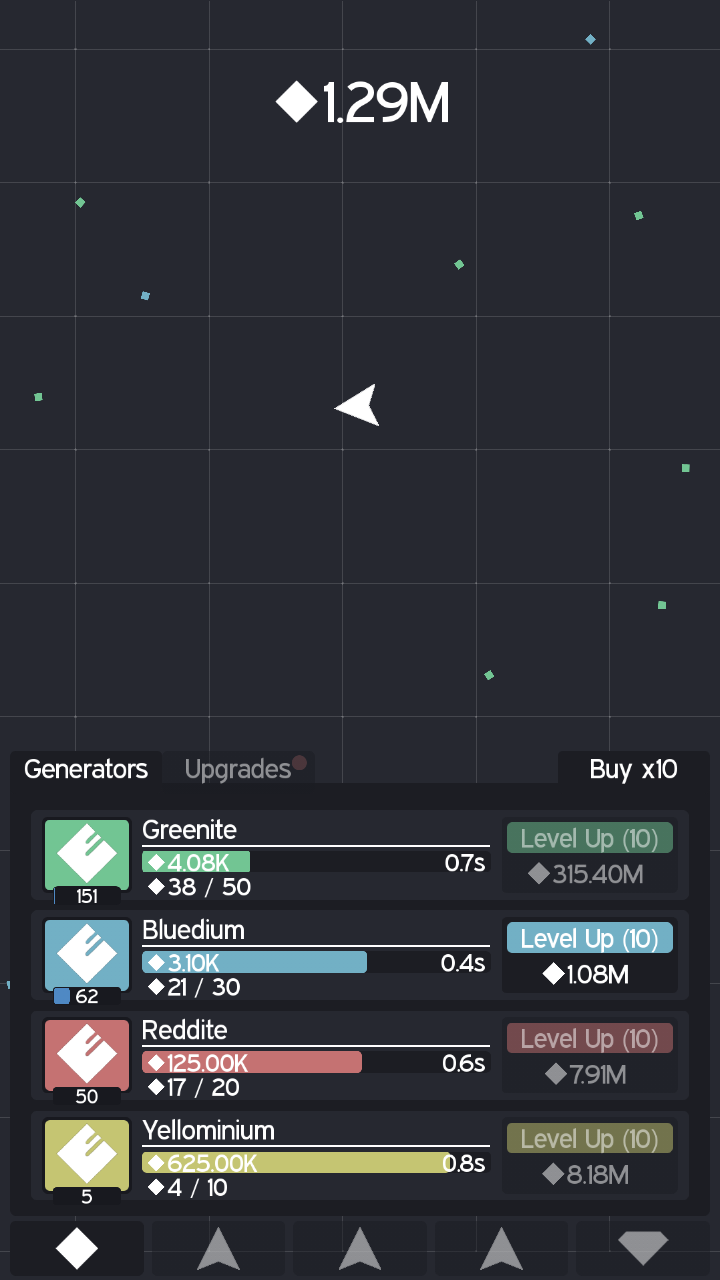 1.29M
Generators
Upgrades
Buy x10
Greenite
4.08K
0.7s
38 / 50
151
Level Up (10)
315.40M
Bluedium
3.10K
0.4s
21 / 30
62
Level Up (10)
1.08M
Reddite
125.00K
0.6s
17 / 20
50
Level Up (10)
7.91M
Yellominium
625.00K
0.8s
4 / 10
5
Level Up (10)
8.18M